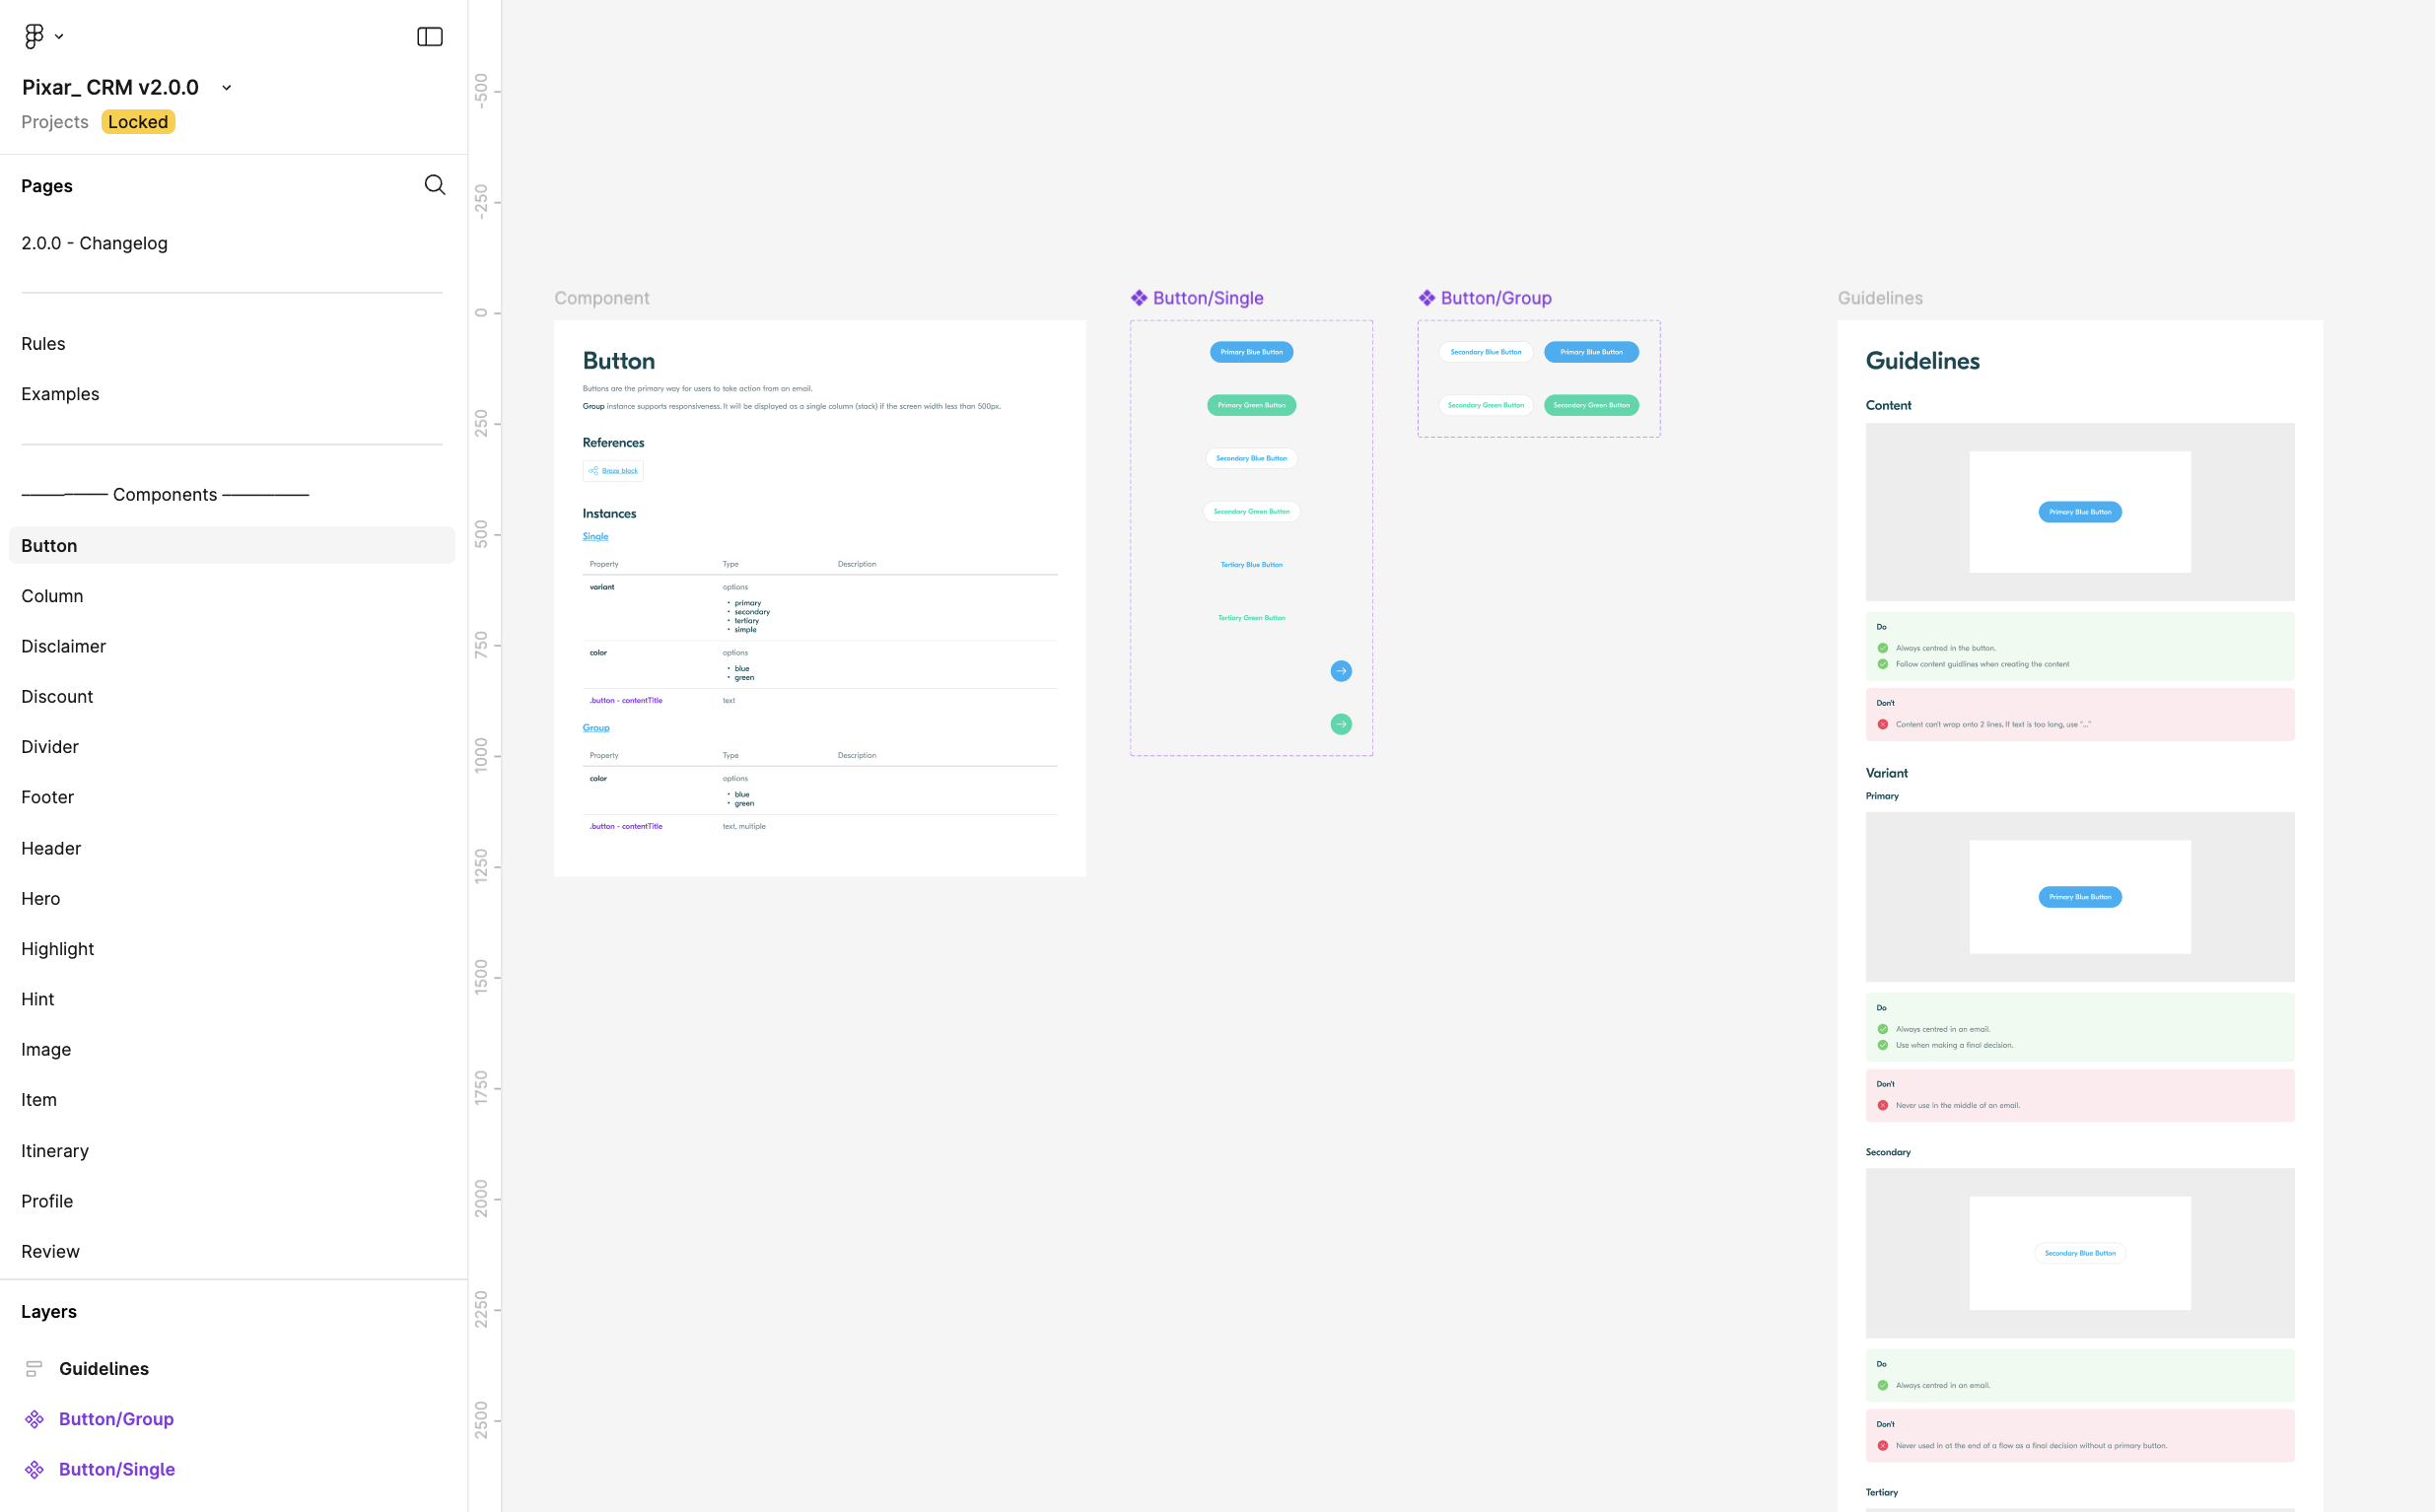 Pixar_ CRM v2.0.0
Projects Locked
Pages
2.0.0 - Changelog
Rules
Examples
Components
Button
Column
Disclaimer
Discount
Divider
Footer
Header
Hero
Highlight
Hint
Image
Item
Itinerary
Profile
Review
Layers
Guidelines
Button/Group
Button/Single
-500
-250
0
250
500
750
1000
1250
1500
1750
2000
2250
2500
Component
Button
Buttons are the primary way for users to take action from an email.
Group instance supports responsiveness. It will be displayed as a single column (stack) if the screen width less than 500px.
References
Braze block
Instances
Single
Property Type Description
variant options
• primary
• secondary
• tertiary
• simple
color options
• blue
• green
.button - contentTitle text
Group
Property Type Description
color options
• blue
• green
.button - contentTitle text, multiple
Button/Single
Primary Blue Button
Primary Green Button
Secondary Blue Button
Secondary Green Button
Tertiary Blue Button
Tertiary Green Button
Button/Group
Secondary Blue Button Primary Blue Button
Secondary Green Button Secondary Green Button
Guidelines
Guidelines
Content
Primary Blue Button
Do
Always centred in the button.
Follow content guidlines when creating the content
Don't
Content can't wrap onto 2 lines. If text is too long, use "..."
Variant
Primary
Primary Blue Button
Do
Always centred in an email.
Use when making a final decision.
Don't
Never use in the middle of an email.
Secondary
Secondary Blue Button
Do
Always centred in an email.
Don't
Never used in at the end of a flow as a final decision without a primary button.
Tertiary